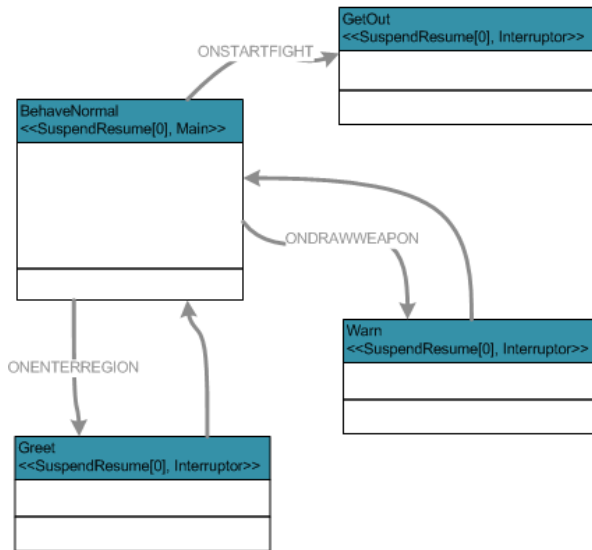 GetOut
<<SuspendResume[0], Interruptor>>
ONSTARTFIGHT
BehaveNormal
<<SuspendResume[0], Main>>
ONDRAWWEAPON
Warn
<<SuspendResume[0], Interruptor>>
ONENTERREGION
Greet
<<SuspendResume[0], Interruptor>>